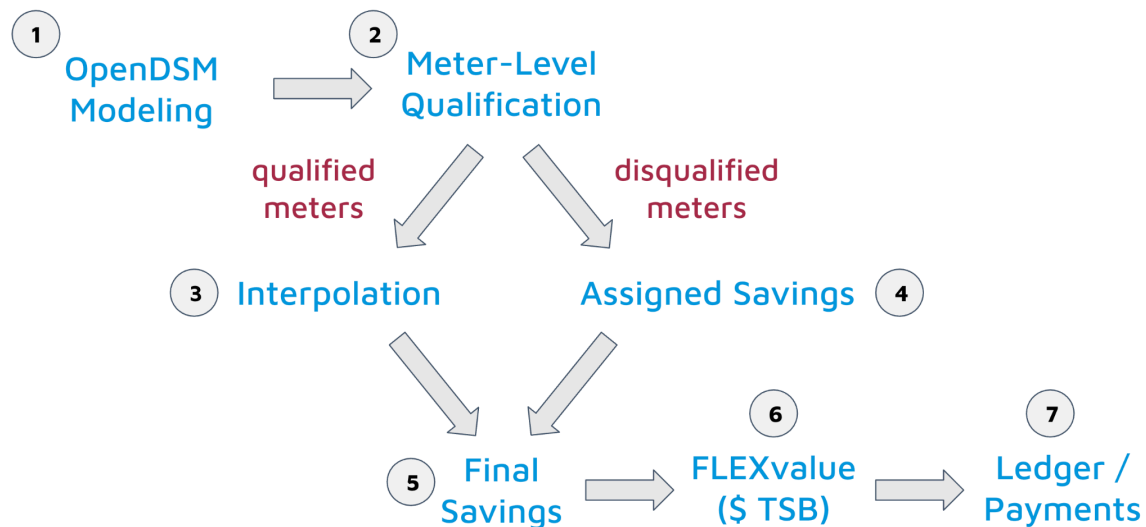 1
OpenDSM
Modeling
2
Meter-Level
Qualification
qualified
meters
disqualified
meters
3
Interpolation
Assigned Savings
4
5
Final
Savings
6
FLEXvalue
($ TSB)
7
Ledger /
Payments